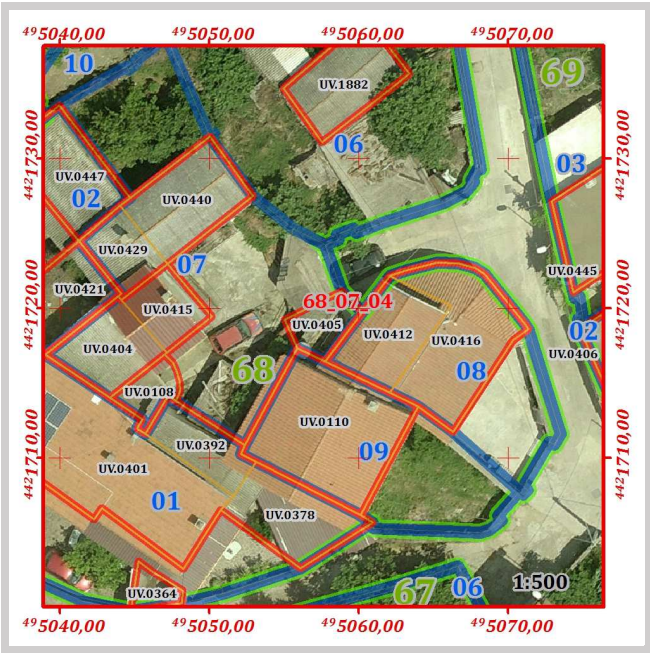 ⁴⁹5040,00 ⁴⁹5050,00 ⁴⁹5060,00 ⁴⁹5070,00
10
69
UV.1882
⁴⁴²1730,00
06
⁴⁴²1730,00
03
UV.0447
02
UV.0440
UV.0429
07
UV.0445
UV.0421
68_07_04
⁴⁴²1720,00
UV.0415
UV.0405
UV.0412
UV.0416
02
⁴⁴²1720,00
UV.0404
UV.0406
68
08
UV.0108
UV.0110
UV.0392
09
⁴⁴²1710,00
UV.0401
⁴⁴²1710,00
01
UV.0378
UV.0364
67
06
1:500
⁴⁹5040,00 ⁴⁹5050,00 ⁴⁹5060,00 ⁴⁹5070,00